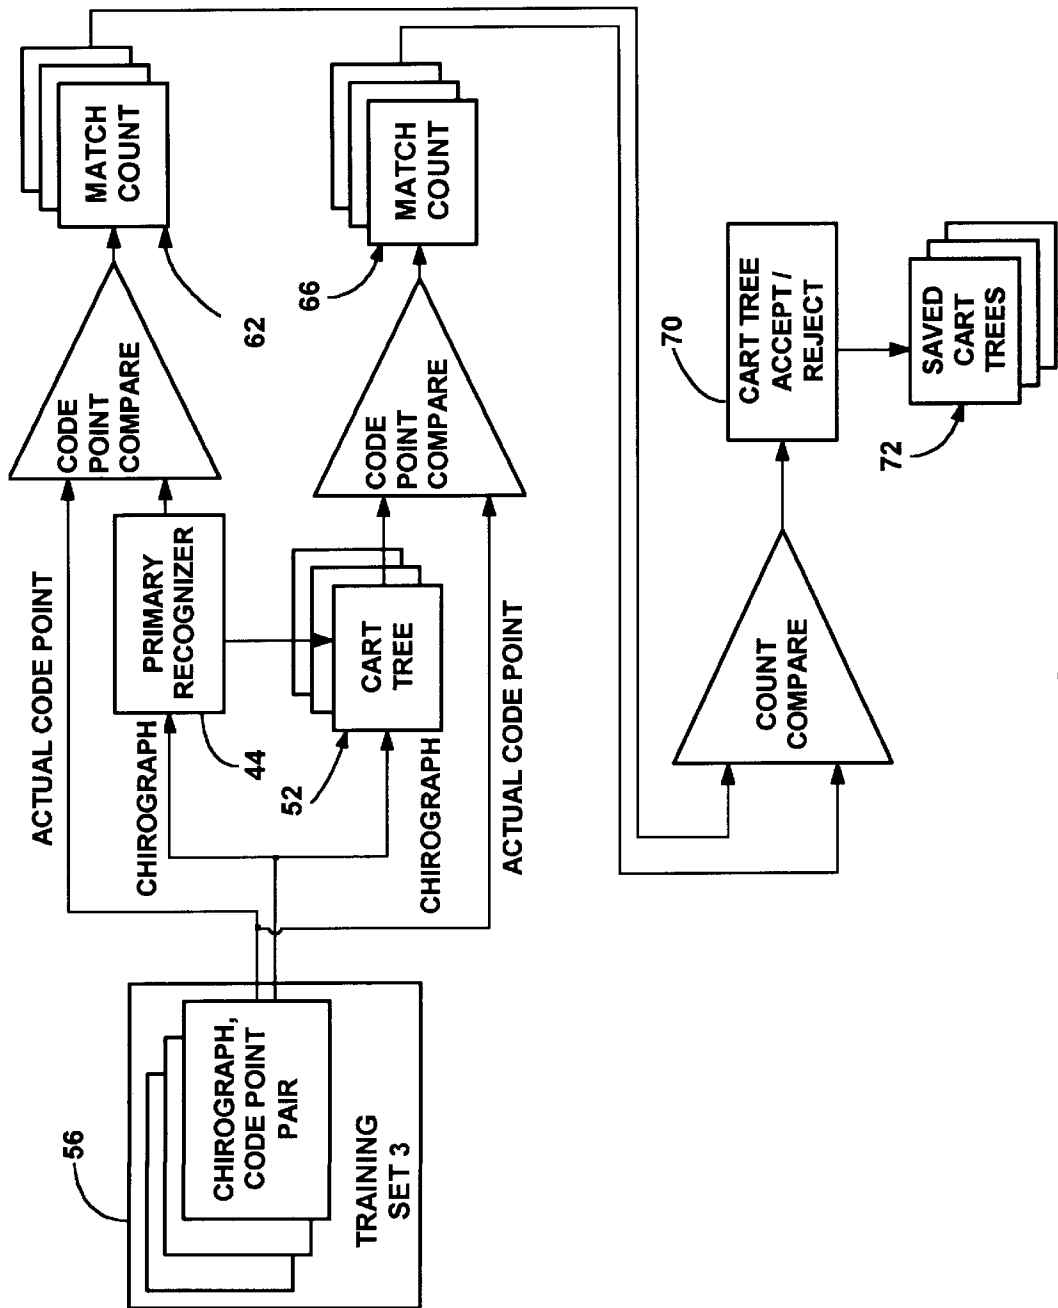 56
CHIROGRAPH,
CODE POINT
PAIR
TRAINING
SET 3
ACTUAL CODE POINT
CHIROGRAPH
44
PRIMARY
RECOGNIZER
52
CART
TREE
CHIROGRAPH
ACTUAL CODE POINT
CODE
POINT
COMPARE
62
MATCH
COUNT
CODE
POINT
COMPARE
66
MATCH
COUNT
COUNT
COMPARE
70
CART TREE
ACCEPT /
REJECT
72
SAVED
CART
TREES